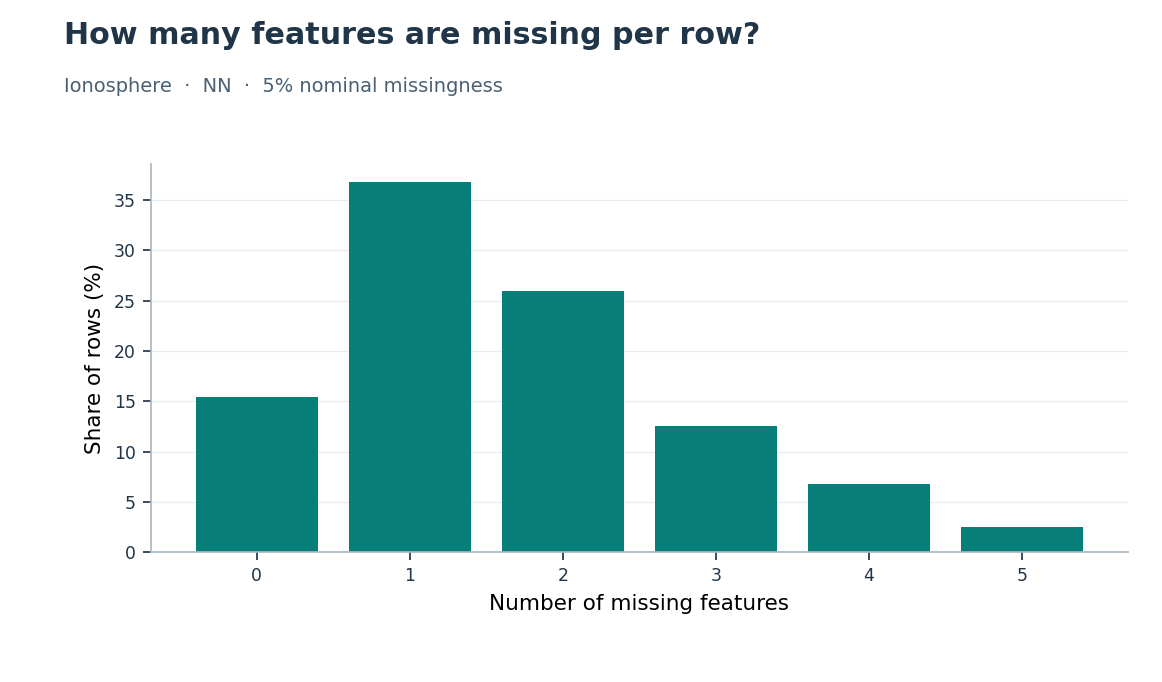 How many features are missing per row?
Ionosphere · NN · 5% nominal missingness
Share of rows (%)
35
30
25
20
15
10
5
0
0 1 2 3 4 5
Number of missing features